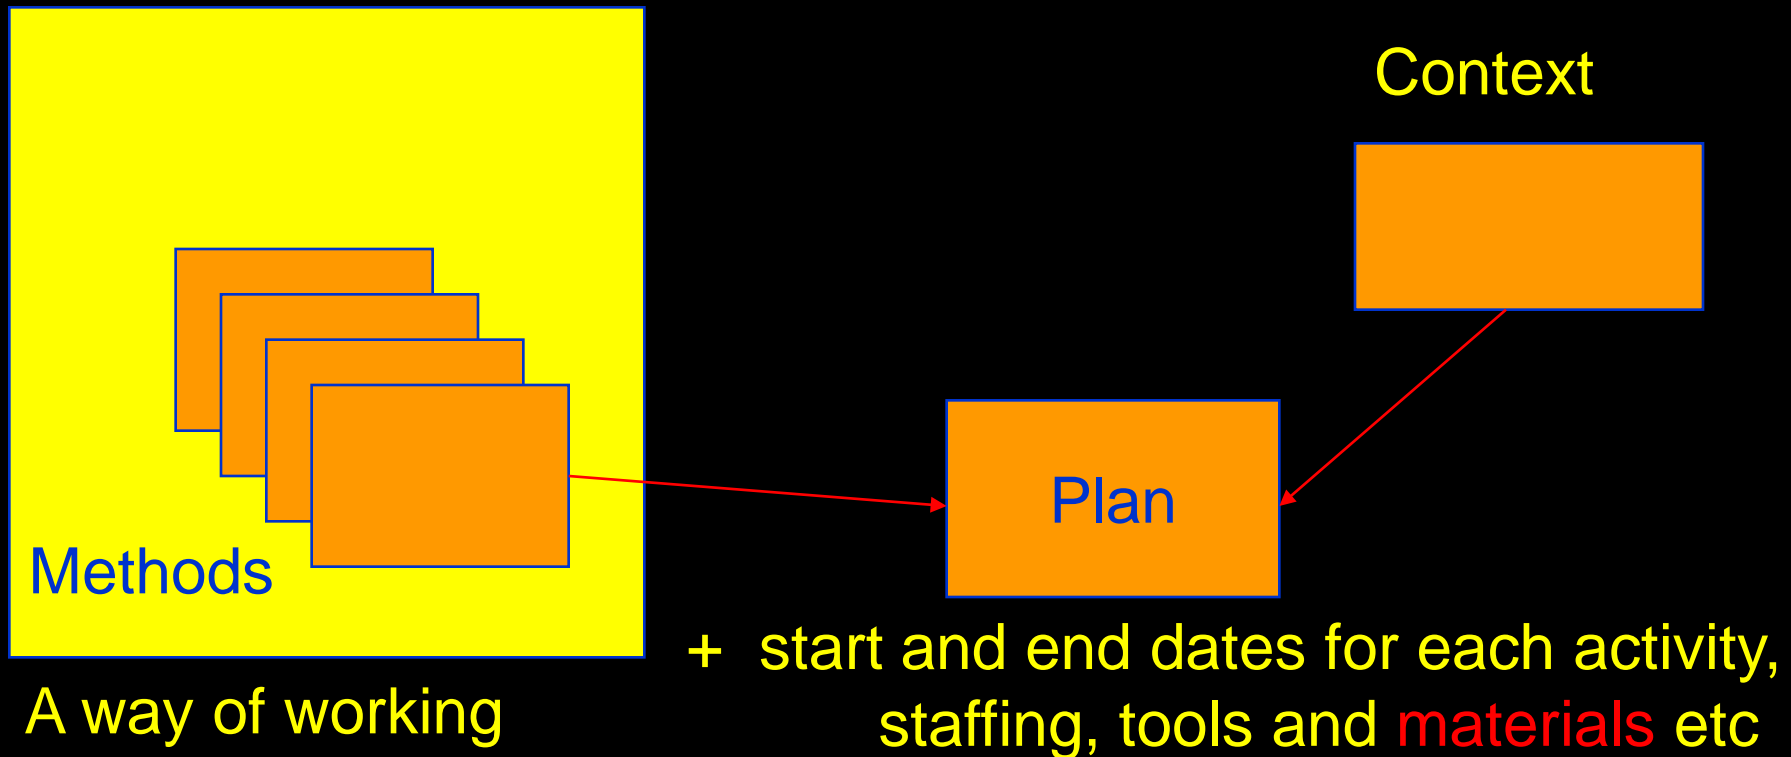 Context
Plan
Methods
A way of working
+ start and end dates for each activity,
staffing, tools and materials etc